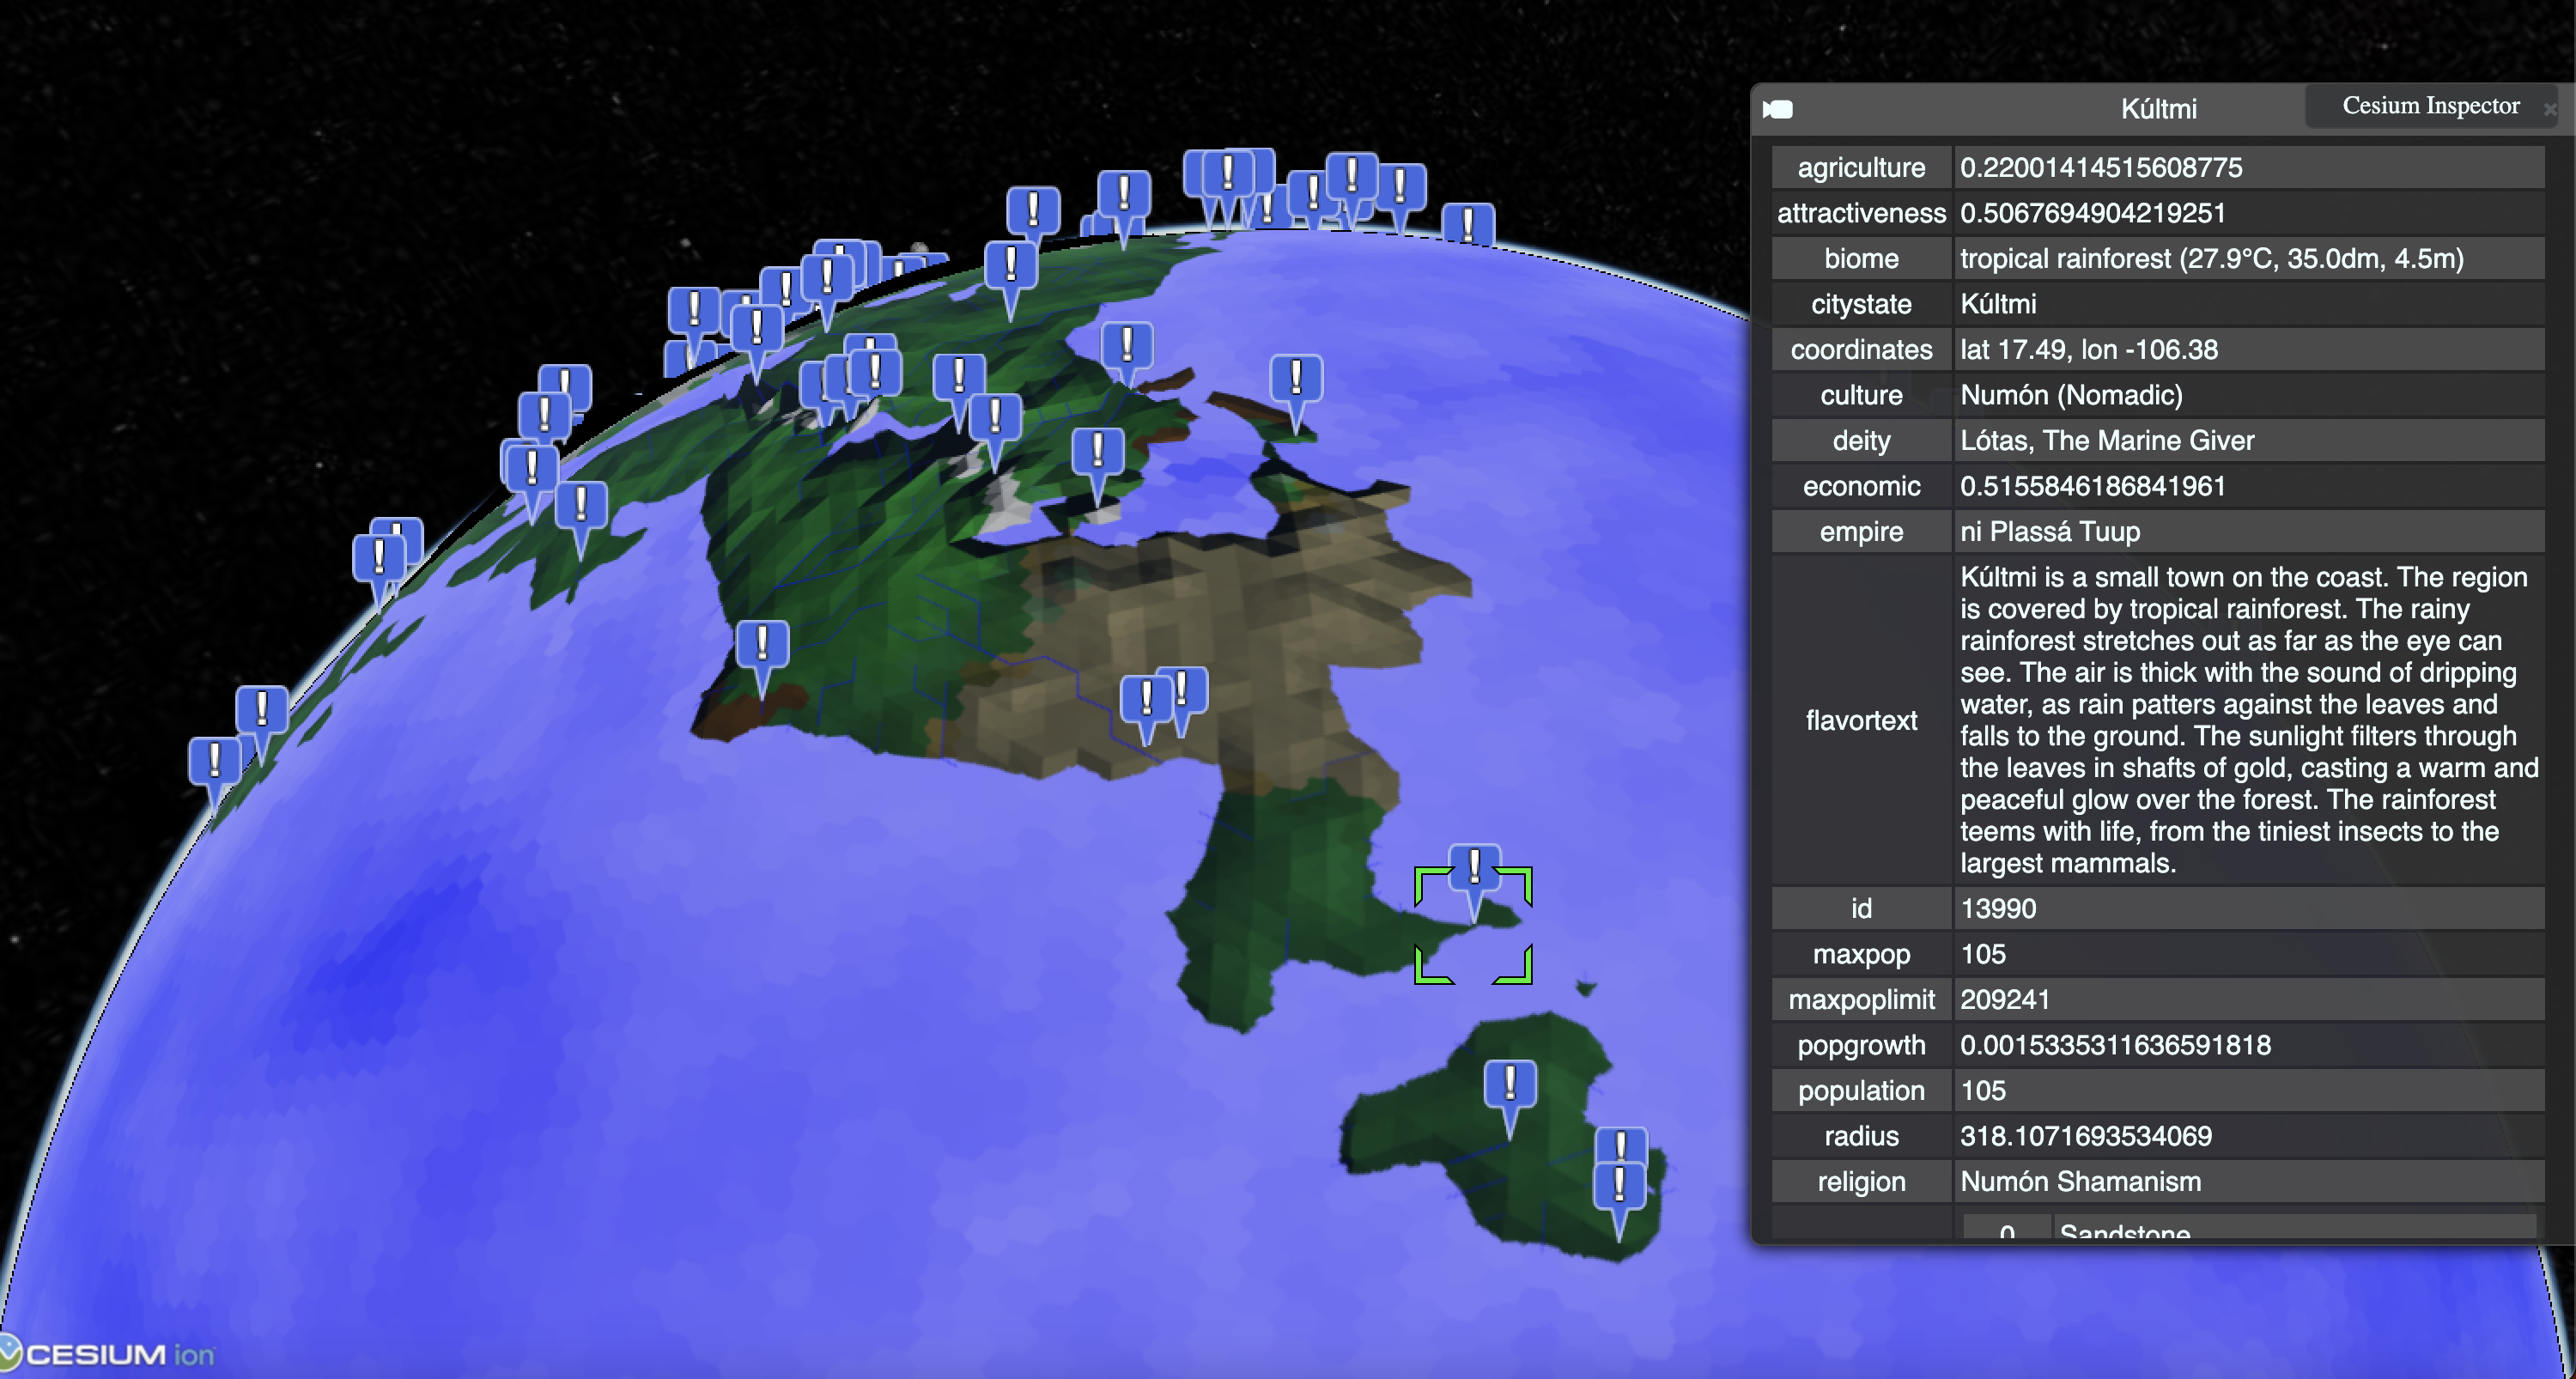 Kúltmi
Cesium Inspector
agriculture 0.22001414515608775
attractiveness 0.5067694904219251
biome tropical rainforest (27.9°C, 35.0dm, 4.5m)
citystate Kúltmi
coordinates lat 17.49, lon -106.38
culture Numón (Nomadic)
deity Lótas, The Marine Giver
economic 0.5155846186841961
empire ni Plassá Tuup
flavortext
Kúltmi is a small town on the coast. The region
is covered by tropical rainforest. The rainy
rainforest stretches out as far as the eye can
see. The air is thick with the sound of dripping
water, as rain patters against the leaves and
falls to the ground. The sunlight filters through
the leaves in shafts of gold, casting a warm and
peaceful glow over the forest. The rainforest
teems with life, from the tiniest insects to the
largest mammals.
id 13990
maxpop 105
maxpoplimit 209241
popgrowth 0.0015335311636591818
population 105
radius 318.1071693534069
religion Numón Shamanism
0 Sandstone
CESIUM ion